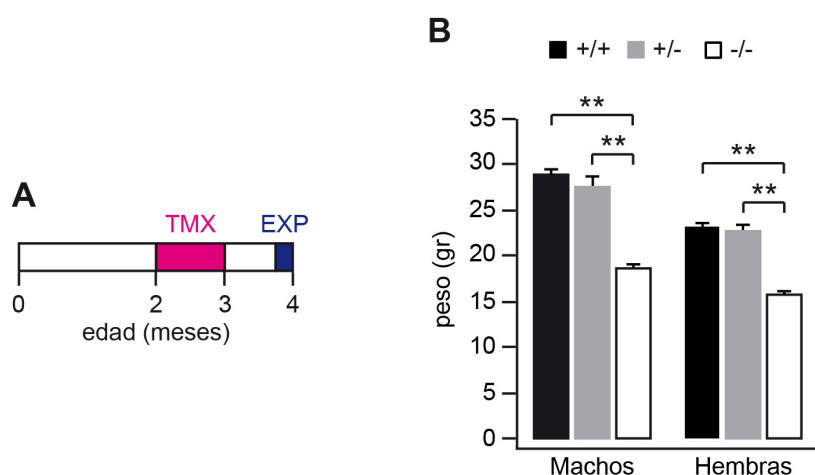 A
TMX EXP
0 2 3 4
edad (meses)
B
+/+ +/- -/-
peso (gr)
35
30
25
20
15
10
5
0
**
**
**
**
Machos Hembras